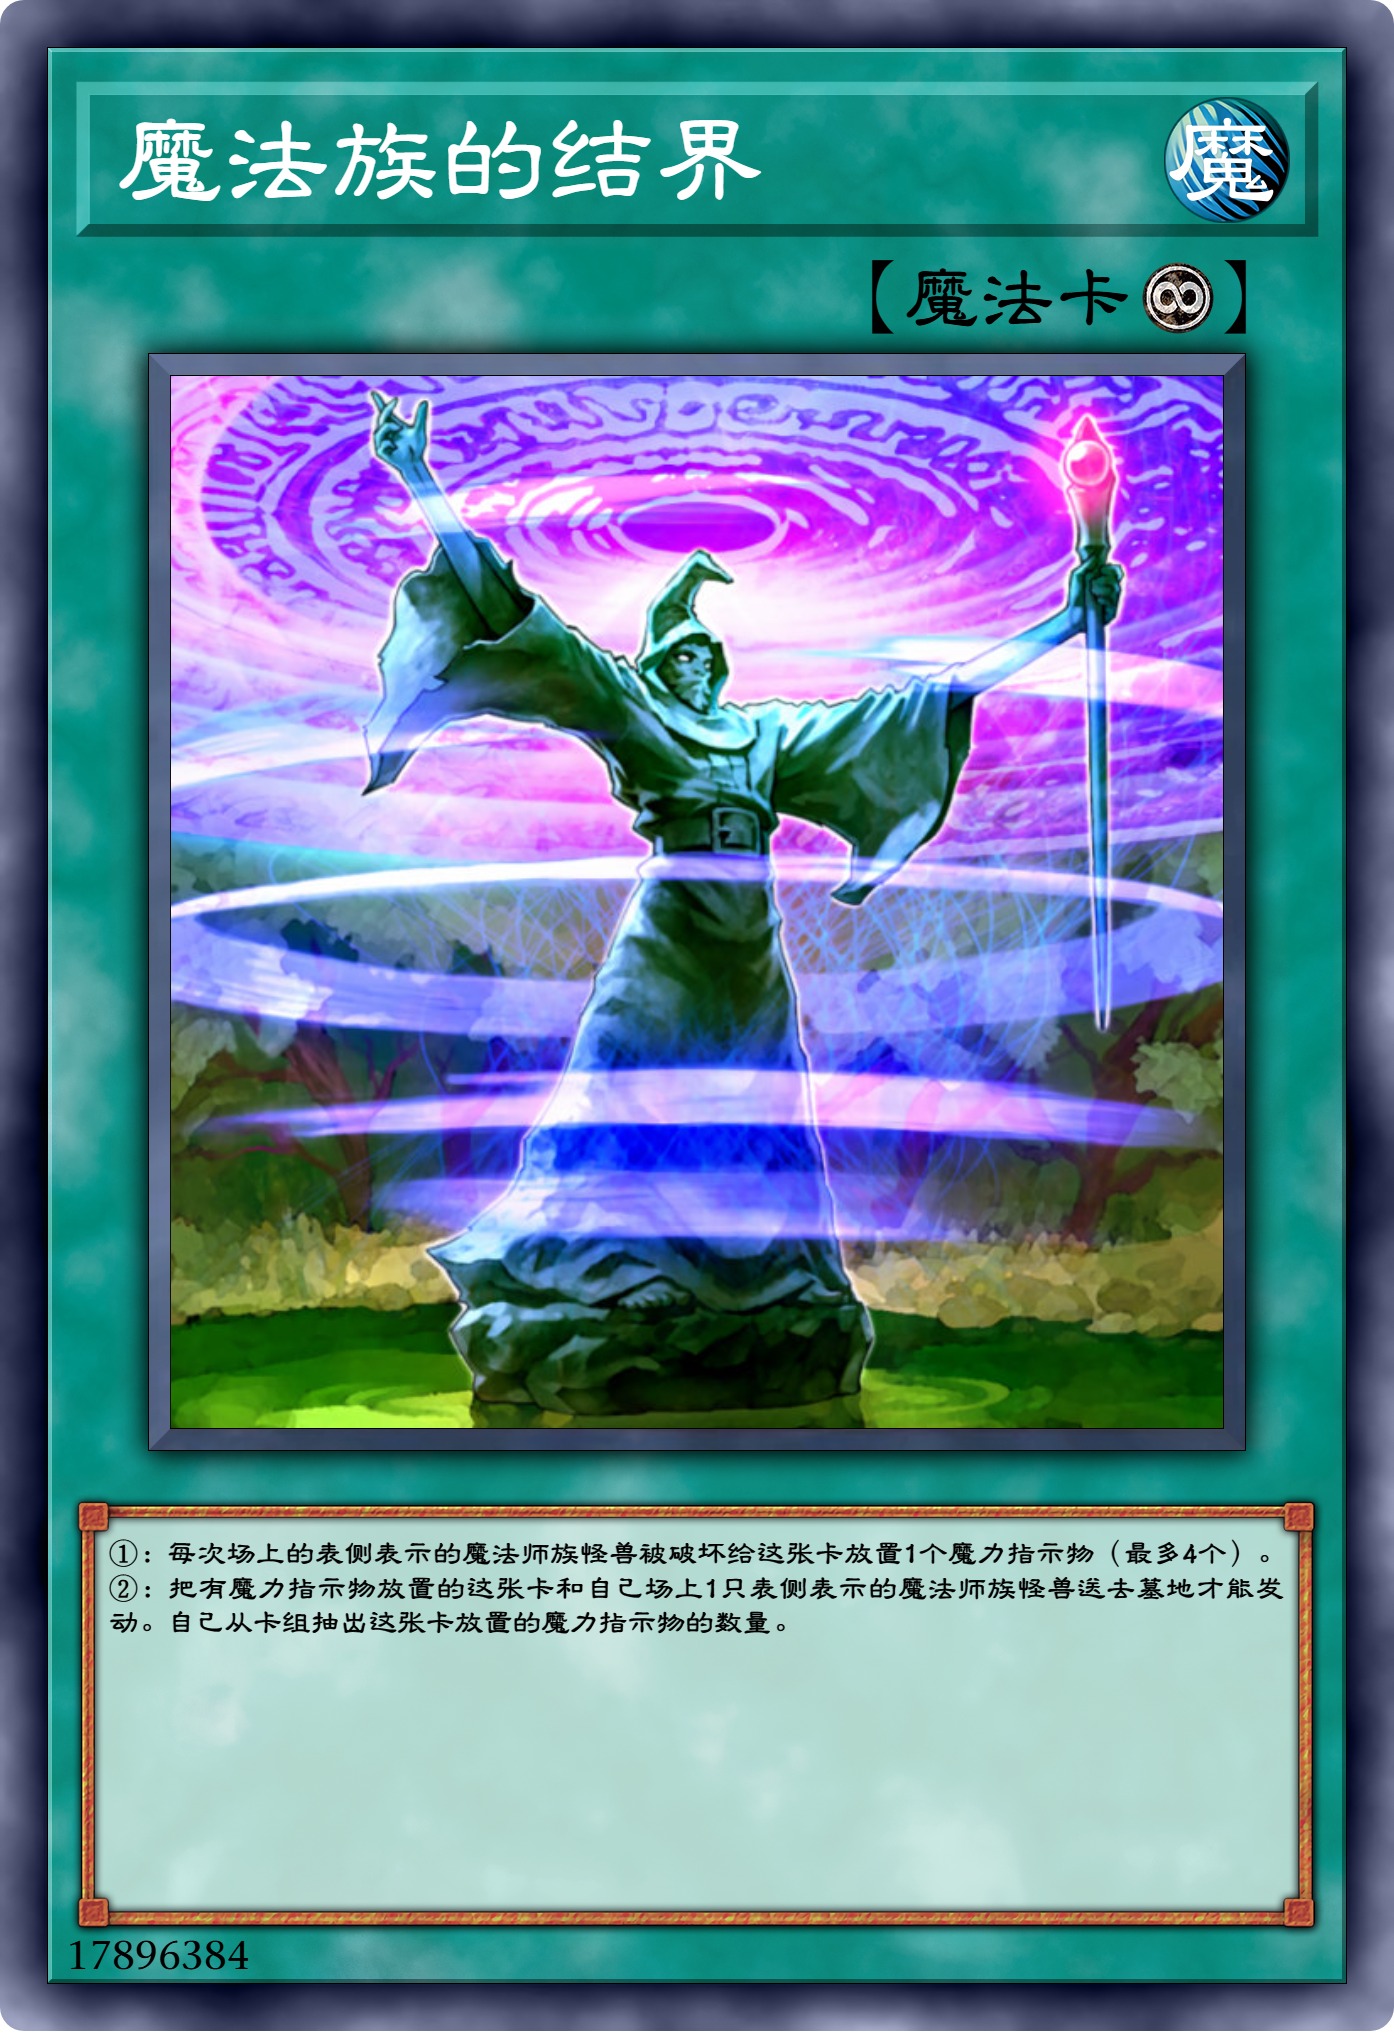 魔法族的结界
魔
【魔法卡∞】
①：每次场上的表侧表示的魔法师族怪兽被破坏给这张卡放置1个魔力指示物（最多4个）。
②：把有魔力指示物放置的这张卡和自己场上1只表侧表示的魔法师族怪兽送去墓地才能发
动。自己从卡组抽出这张卡放置的魔力指示物的数量。
17896384